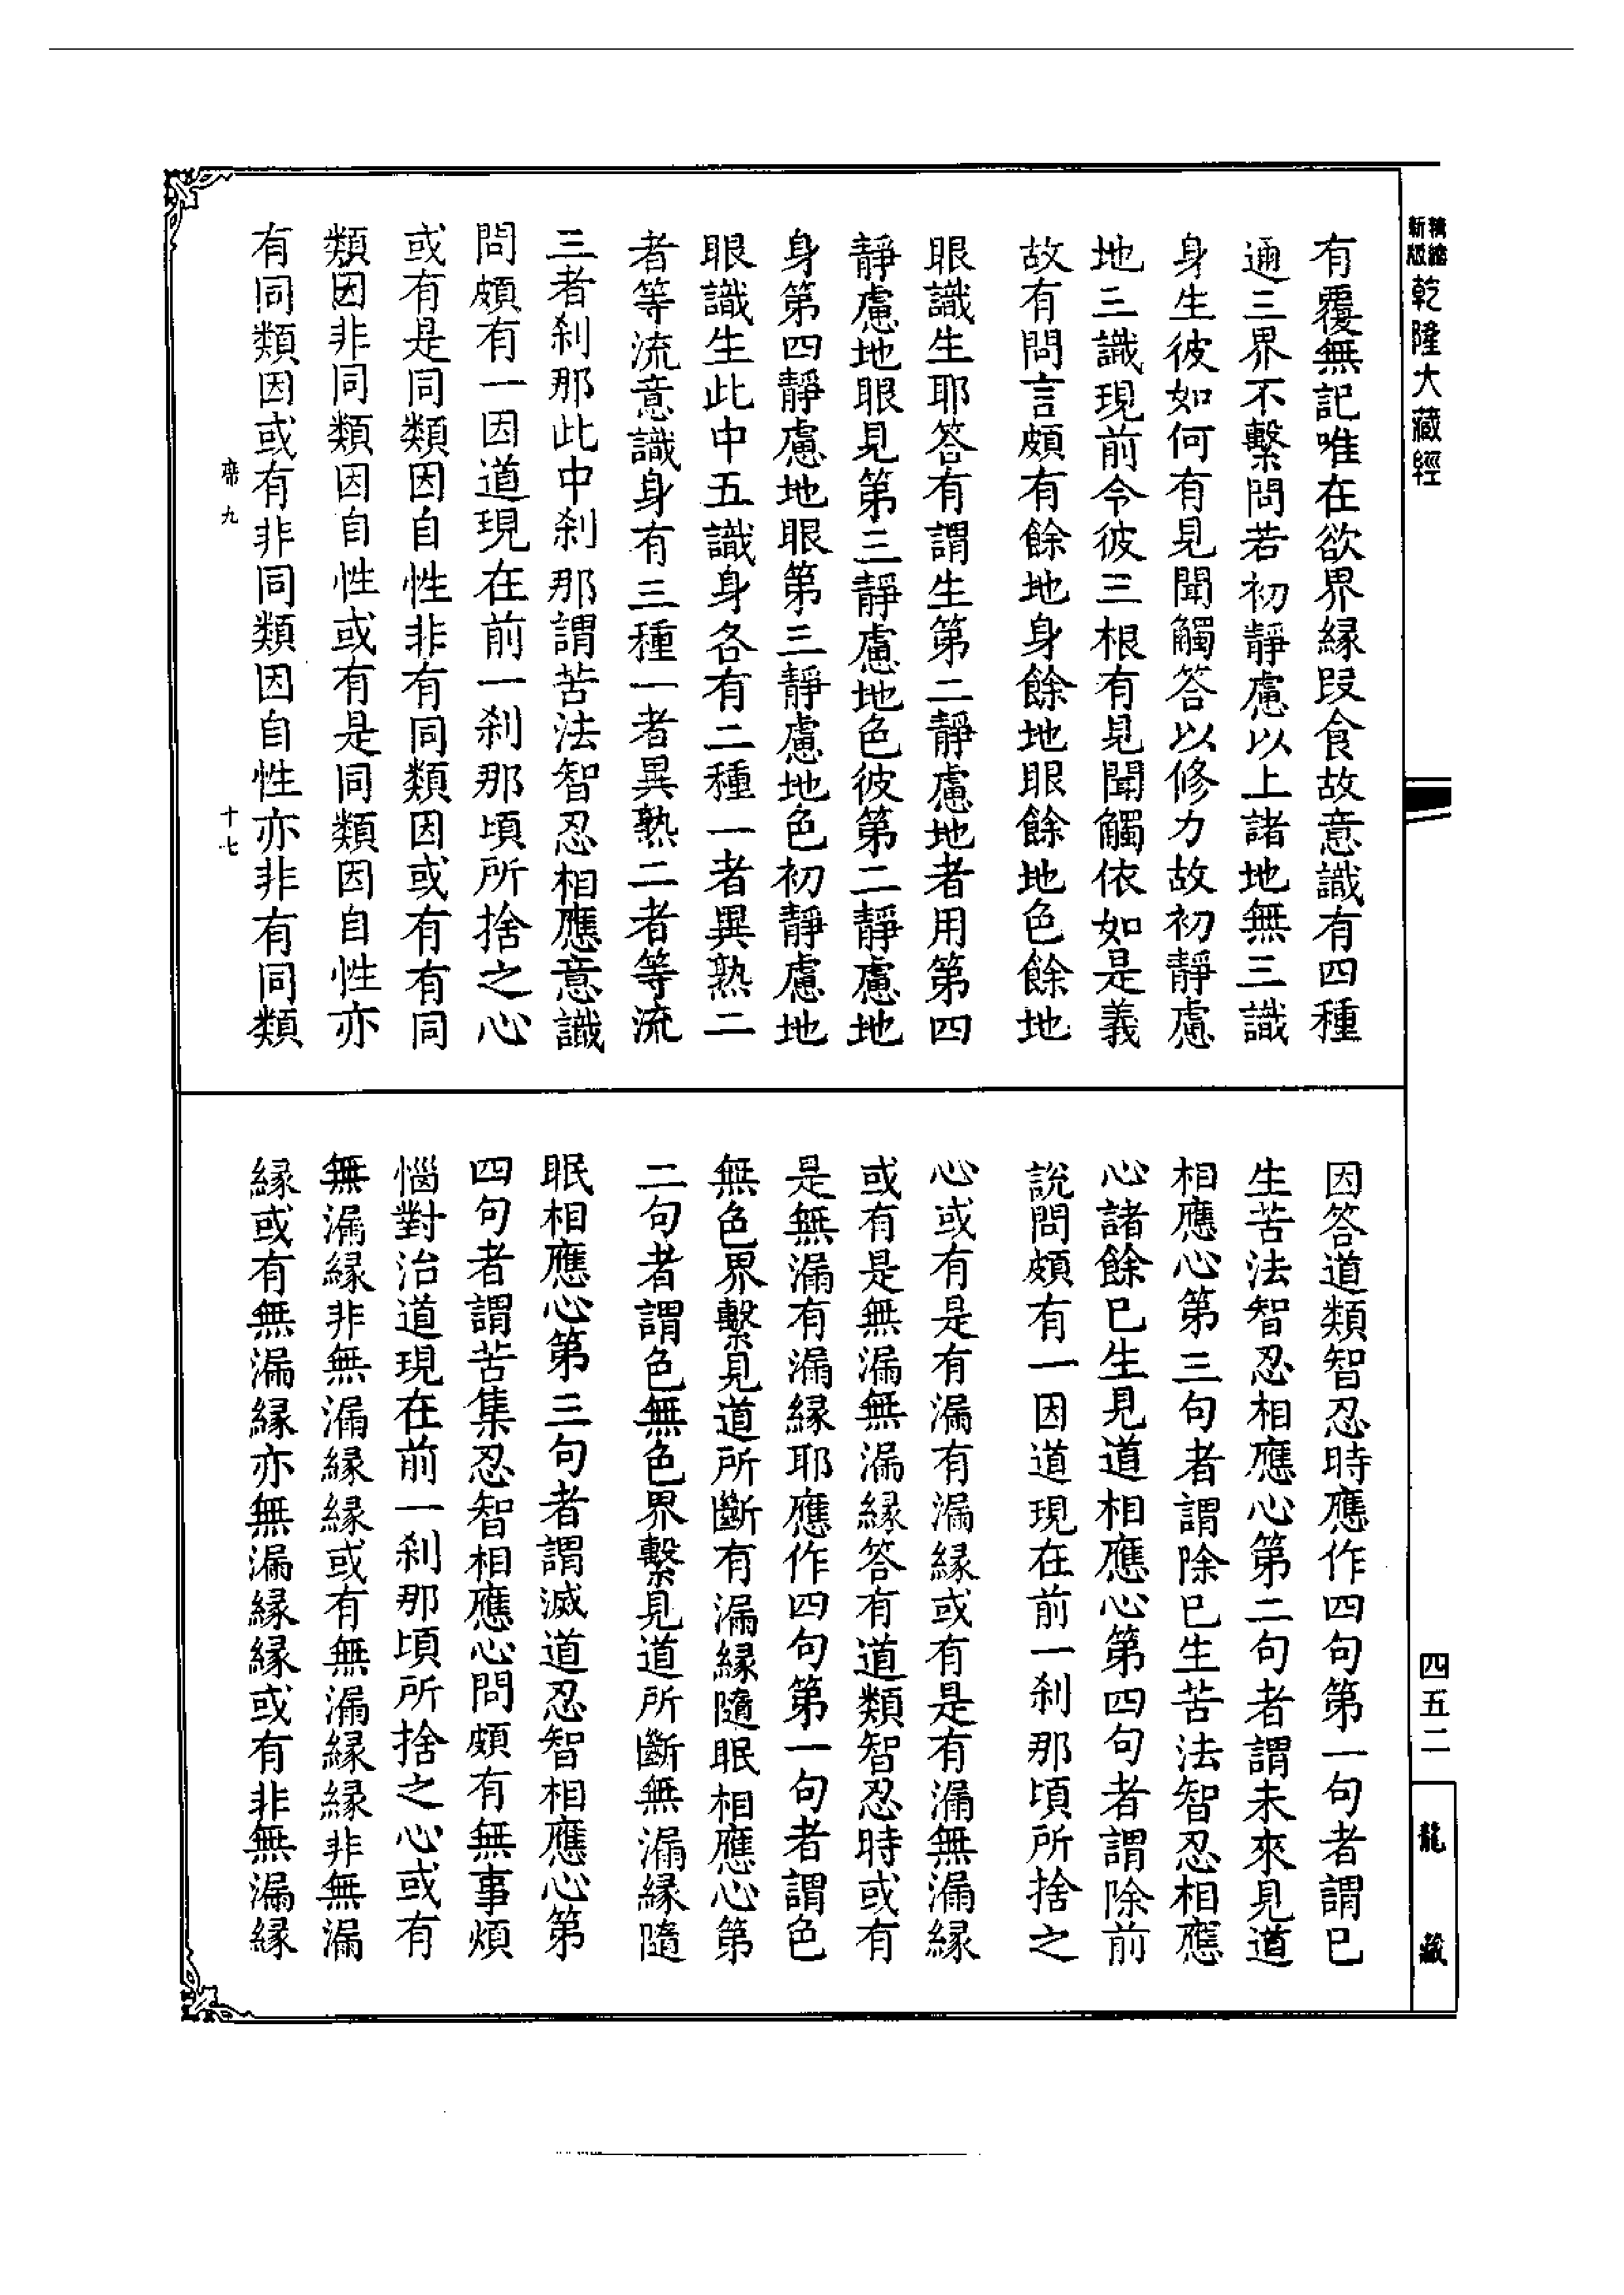 乾隆大藏經
有覆無記唯在欲界緣段食故意識有四種
通三界不繫問若初靜慮以上諸地無三識
身生彼如何有見聞觸答以修力故初靜慮
地三識現前令彼三根有見聞觸依如是義
故有問言頗有餘地身餘地眼餘地色餘地
眼識生耶答有謂生第二靜慮地者用第四
靜慮地眼見第三靜慮地色彼第二靜慮地
身第四靜慮地眼第三靜慮地色初靜慮地
眼識生此中五識身各有二種一者異熟二
者等流意識身有三種一者異熟二者等流
三者剎那此中剎那謂苦法智忍相應意識
問頗有一因道現在前一剎那頃所捨之心
或有是同類因自性非有同類因或有有同
類因非同類因自性或有是同類因自性亦
有同類因或有非同類因自性亦非有同類
席九 十七
因答道類智忍時應作四句第一句者謂已
生苦法智忍相應心第二句者謂未來見道
相應心第三句者謂除已生苦法智忍相應
心諸餘已生見道相應心第四句者謂除前
說問頗有一因道現在前一剎那頃所捨之
心或有是有漏有漏緣或有是有漏無漏緣
或有是無漏無漏緣答有道類智忍時或有
是無漏有漏緣耶應作四句第一句者謂色
無色界繫見道所斷有漏緣隨眠相應心第
二句者謂色無色界繫見道所斷無漏緣隨
眠相應心第三句者謂滅道忍智相應心第
四句者謂苦集忍智相應心問頗有無事煩
惱對治道現在前一剎那頃所捨之心或有
無漏緣非無漏緣緣或有無漏緣緣非無漏
緣或有無漏緣亦無漏緣緣或有非無漏緣
四五二
龍藏